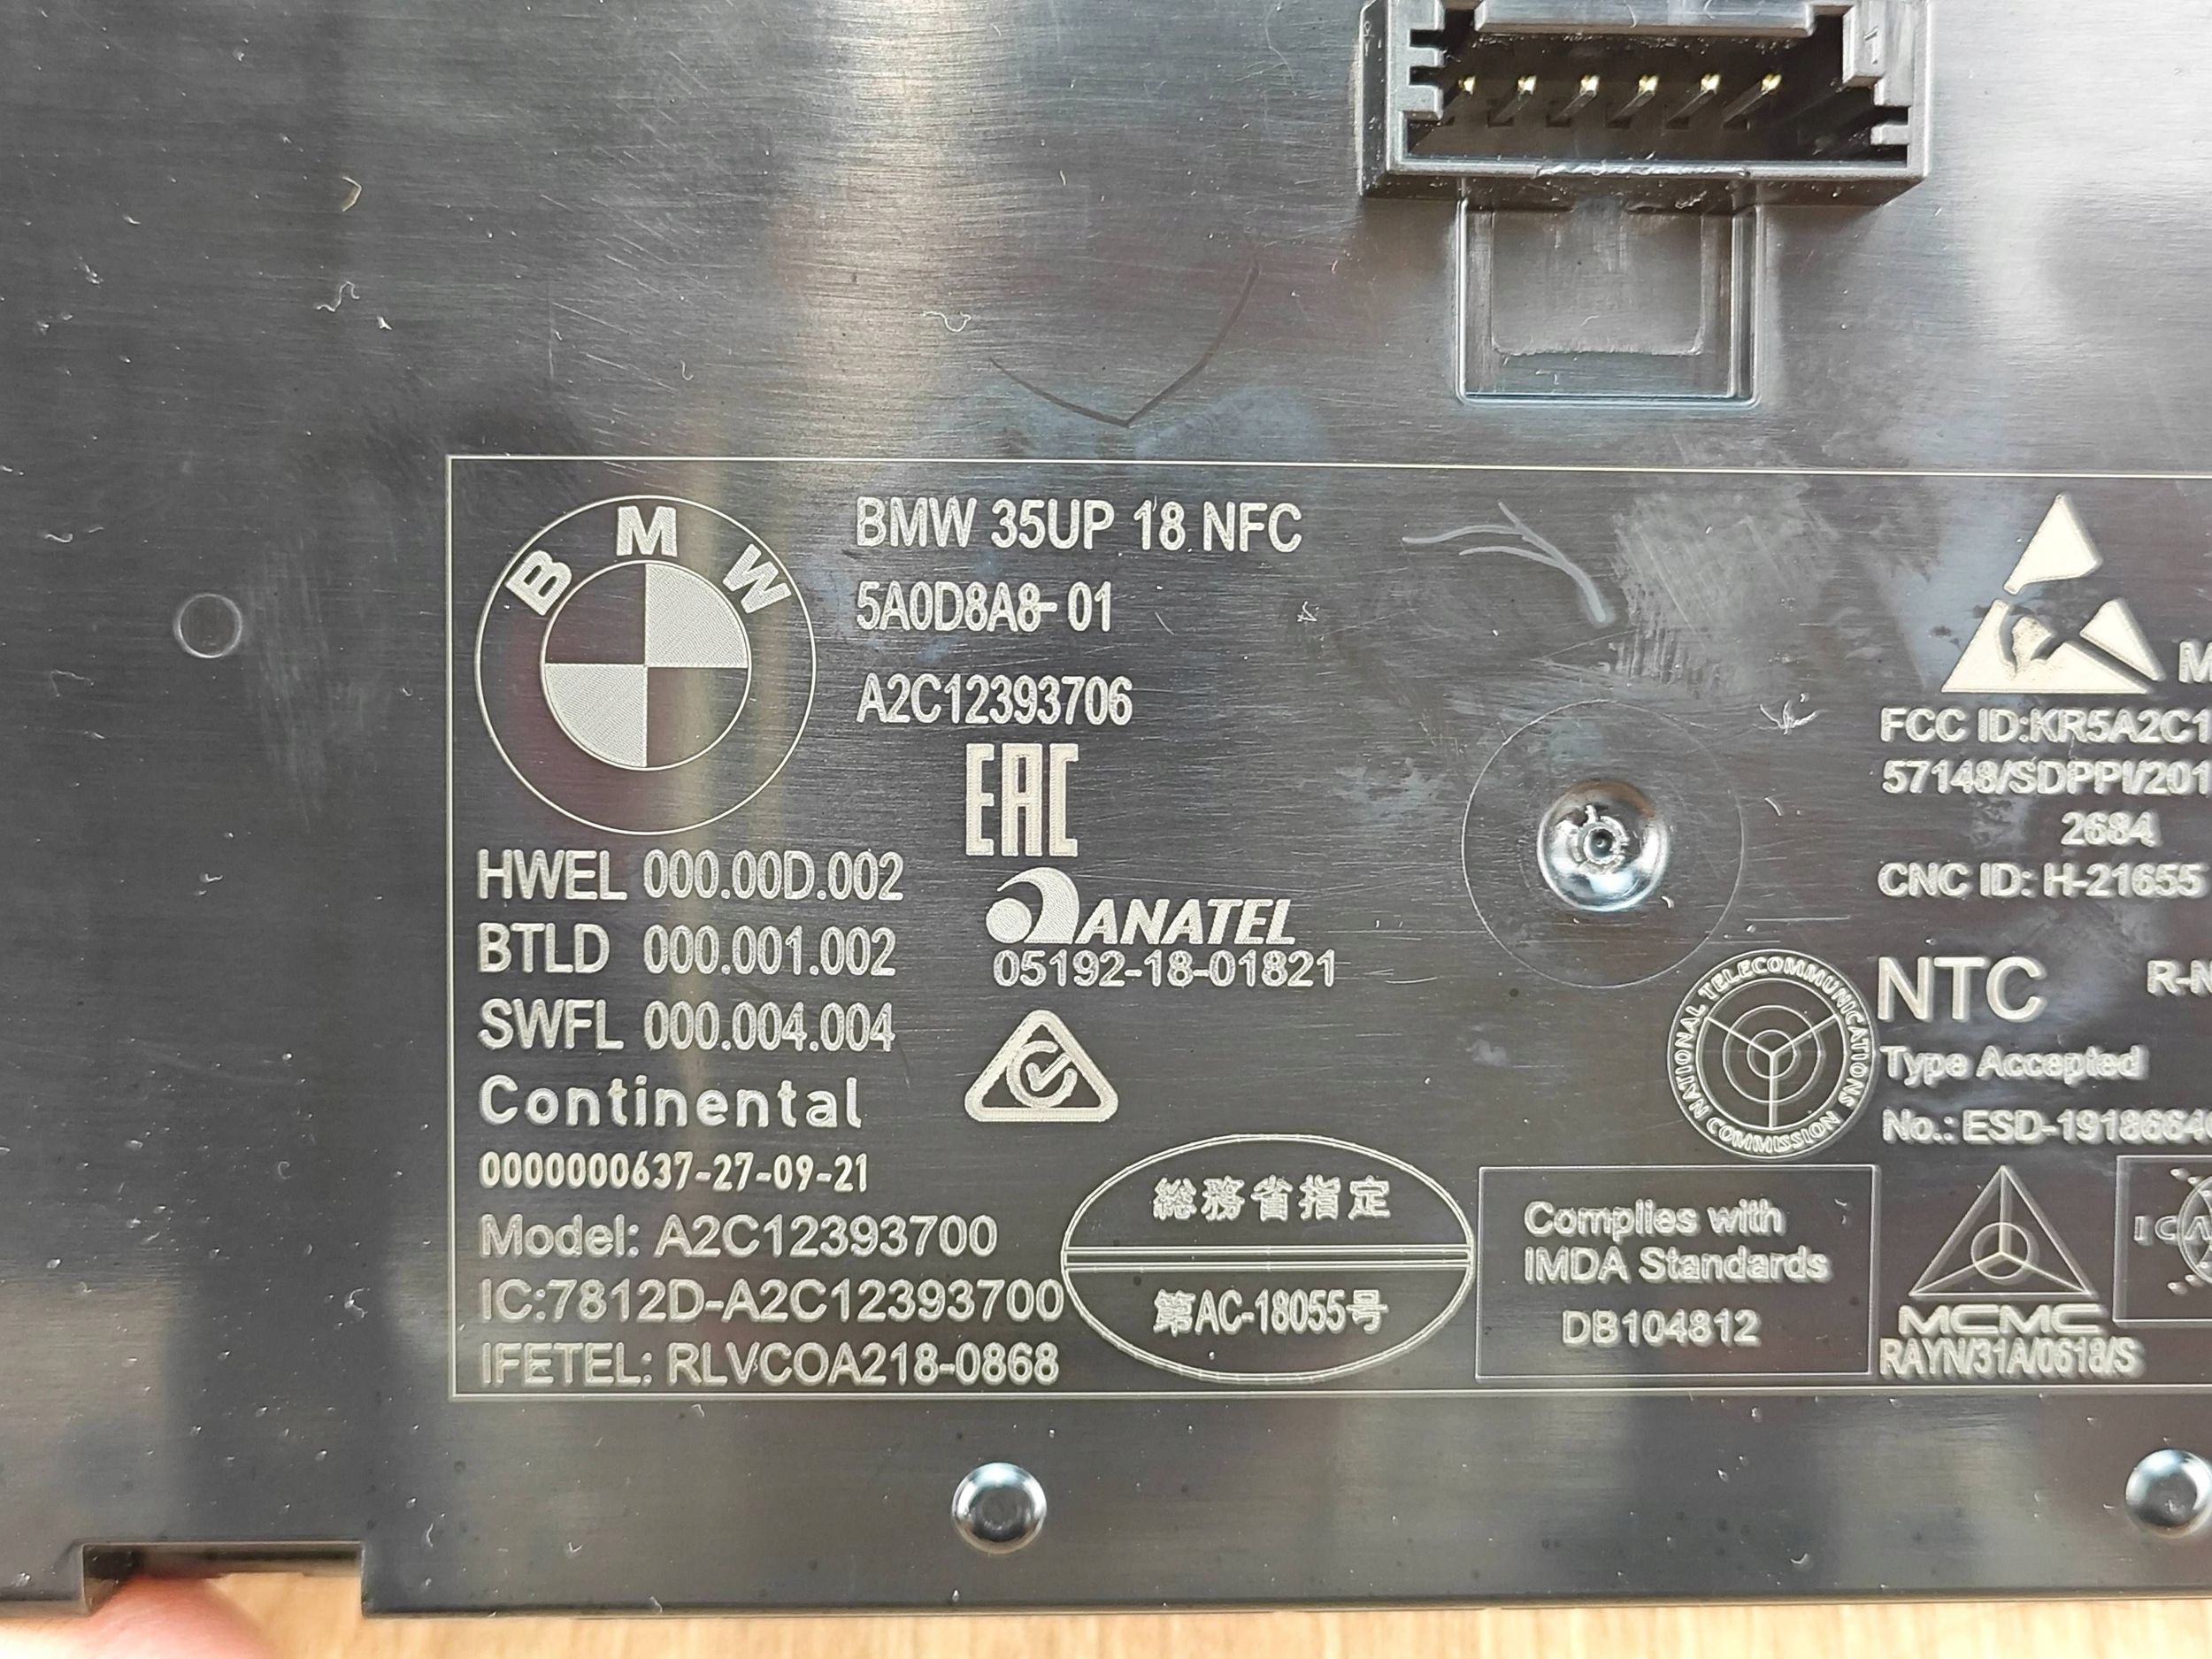 BMW
BMW 35UP 18 NFC
5A0D8A8-01
A2C12393706
EAC
HWEL 000.00D.002
BTLD 000.001.002
SWFL 000.004.004
ANATEL
05192-18-01821
Continental
0000000637-27-09-21
Model: A2C12393700
IC:7812D-A2C12393700
IFETEL: RLVCOA218-0868
総務省指定
第AC-18055号
Complies with
IMDA Standards
DB104812
FCC ID:KR5A2C1
57148/SDPPI/201
2684
CNC ID: H-21655
NATIONAL TELECOMMUNICATIONS COMMISSION
NTC
Type Accepted
No.: ESD-1918664
MCMC
RAYN/31A/0618/S
1